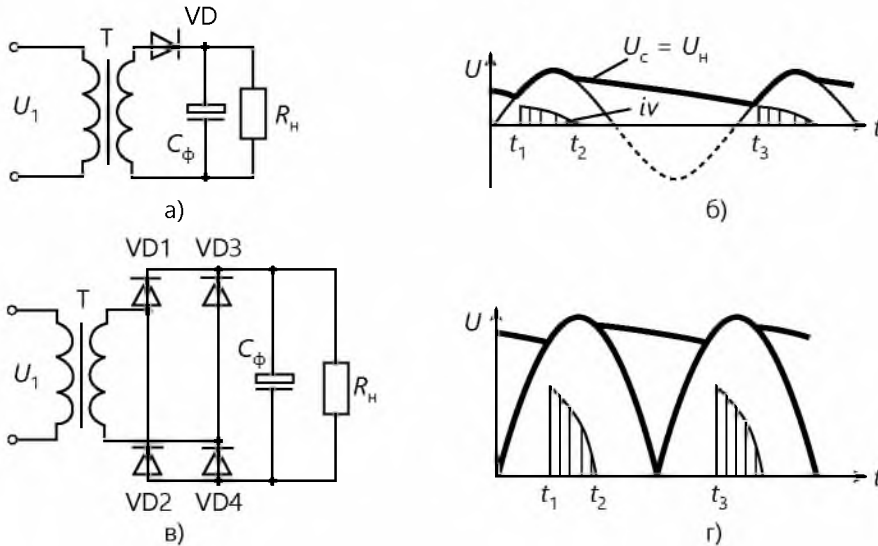 VD
T
U₁
Cф
Rн
а)
U
Uс = Uн
iv
t₁
t₂
t₃
t
б)
VD1 VD3
T
U₁
Cф
Rн
VD2 VD4
в)
U
t₁
t₂
t₃
t
г)